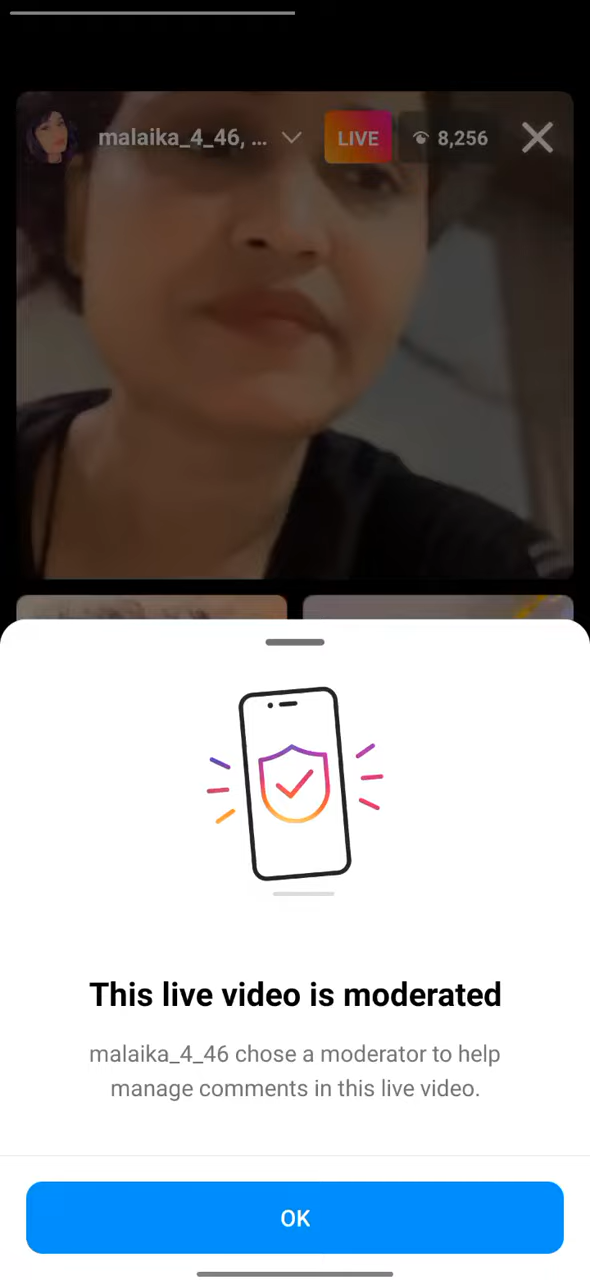 malaika_4_46, ... LIVE 8,256
This live video is moderated
malaika_4_46 chose a moderator to help
manage comments in this live video.
OK